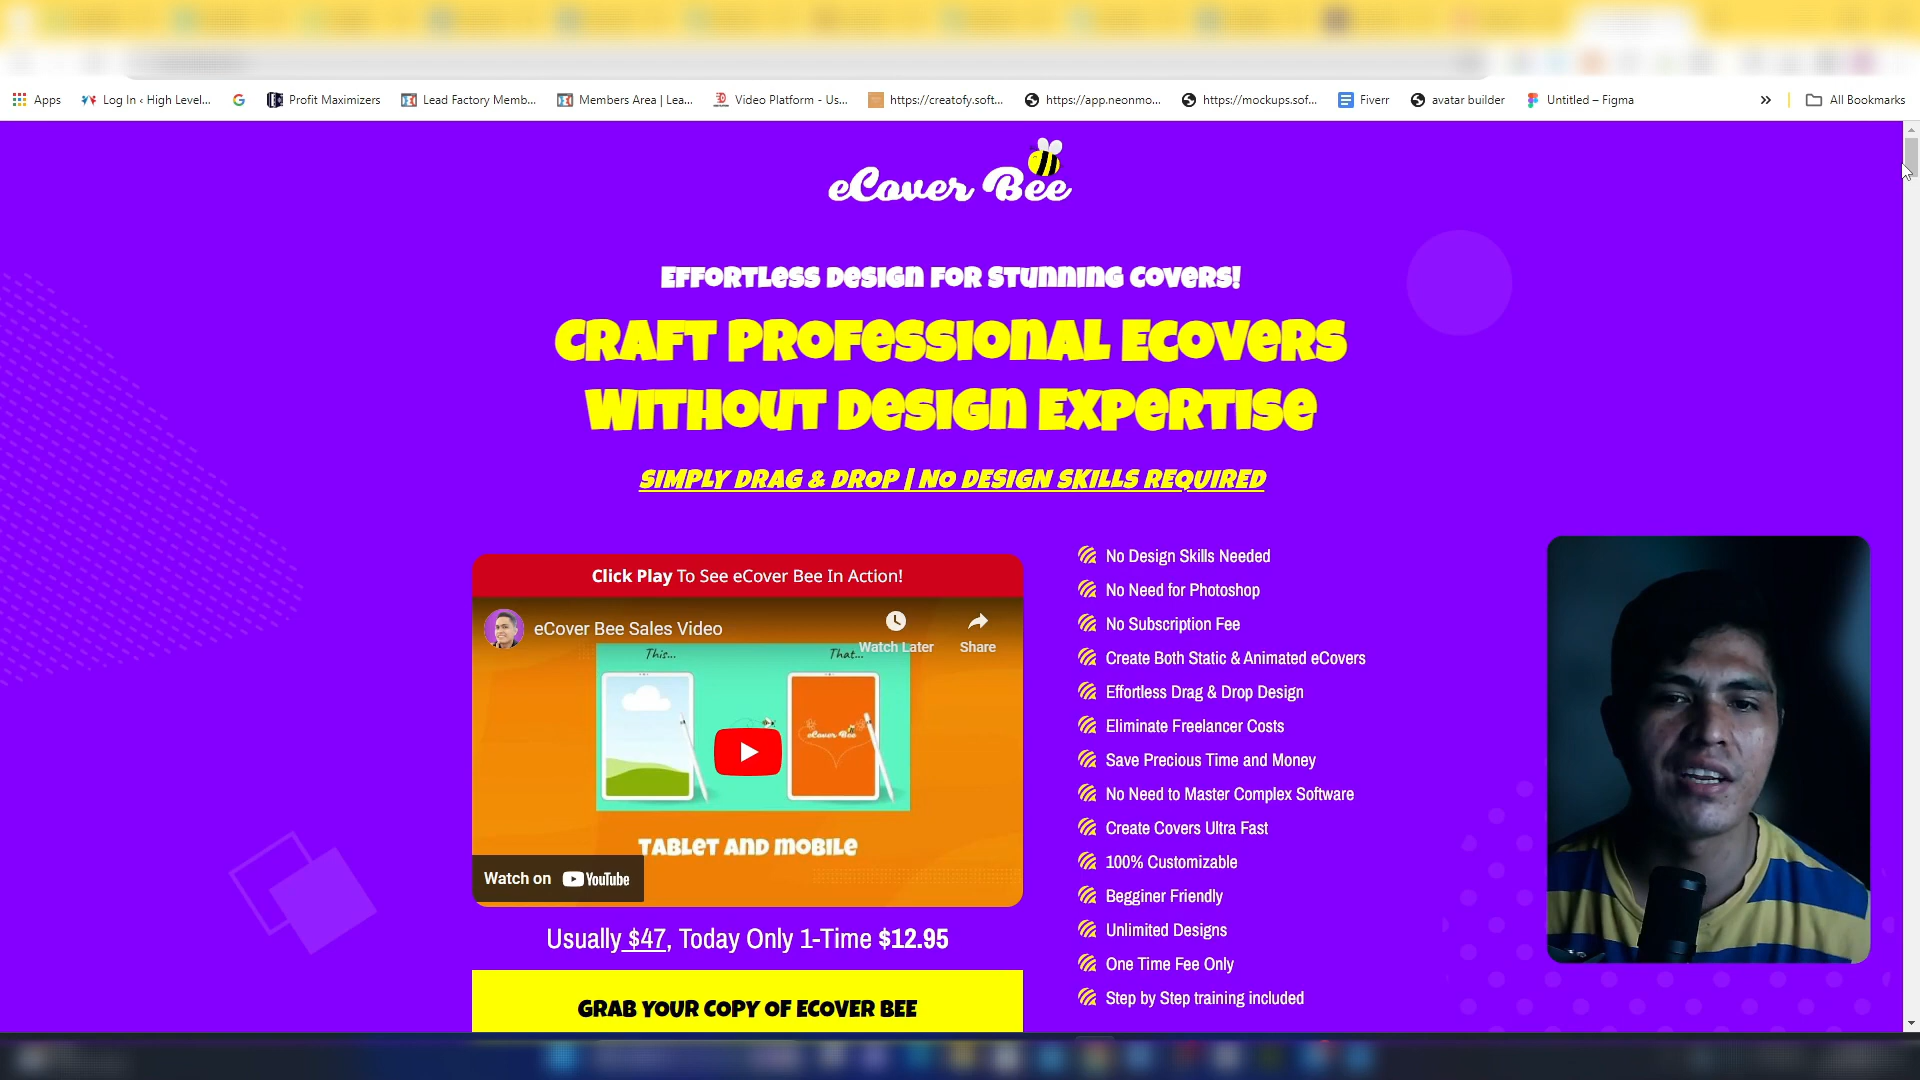 Apps
Log In ‹ High Level...
Profit Maximizers
Lead Factory Memb...
Members Area | Lea...
Video Platform - Us...
https://creatofy.soft...
https://app.neonmo...
https://mockups.sof...
Fiverr
avatar builder
Untitled – Figma
»
All Bookmarks
eCover Bee
Effortless Design for Stunning Covers!
Craft Professional Ecovers
Without Design Expertise
SIMPLY DRAG & DROP | No DESIGN SKILLS REQUIRED
Click Play To See eCover Bee In Action!
eCover Bee Sales Video
Watch Later
Share
This...
That...
eCover Bee
Tablet and mobile
Watch on YouTube
Usually $47, Today Only 1-Time $12.95
GRAB YOUR COPY OF ECOVER BEE
No Design Skills Needed
No Need for Photoshop
No Subscription Fee
Create Both Static & Animated eCovers
Effortless Drag & Drop Design
Eliminate Freelancer Costs
Save Precious Time and Money
No Need to Master Complex Software
Create Covers Ultra Fast
100% Customizable
Begginer Friendly
Unlimited Designs
One Time Fee Only
Step by Step training included